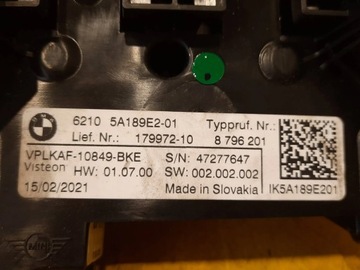 6210 5A189E2-01 Typpruf. Nr.:
Lief. Nr.: 179972-10 8 796 201
VPLKAF-10849-BKE S/N: 47277647
Visteon HW: 01.07.00 SW: 002.002.002
15/02/2021 Made in Slovakia IK5A189E201
MINI